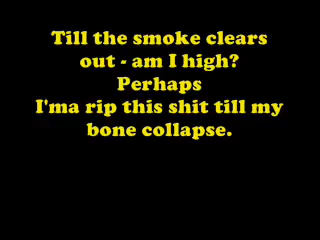 Till the smoke clears
out - am I high?
Perhaps
I'ma rip this shit till my
bone collapse.